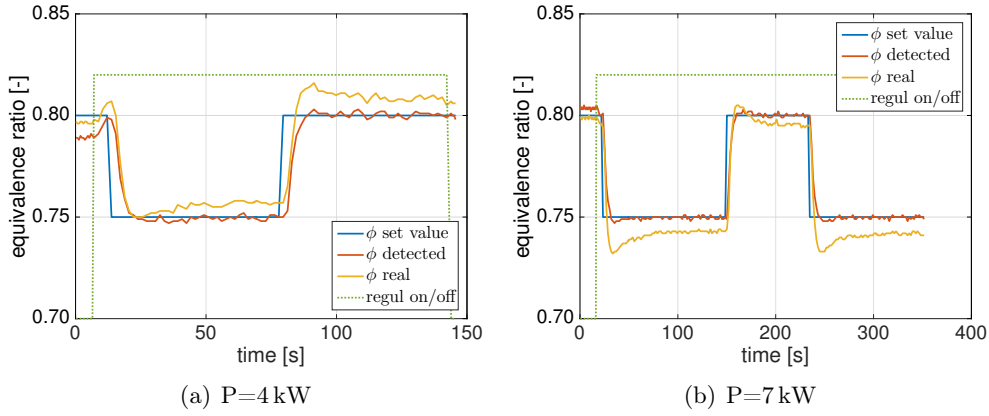 0.85
0.80
0.75
0.70
equivalence ratio [-]
0
50
100
150
time [s]
ϕ set value
ϕ detected
ϕ real
regul on/off
(a) P=4 kW
0.85
0.80
0.75
0.70
equivalence ratio [-]
0
100
200
300
400
time [s]
ϕ set value
ϕ detected
ϕ real
regul on/off
(b) P=7 kW